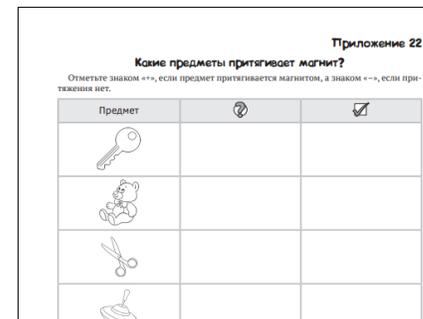 Приложение 22
Какие предметы притягивает магнит?
Отметьте знаком «+», если предмет притягивается магнитом, а знаком «−», если при-
тяжения нет.
Предмет